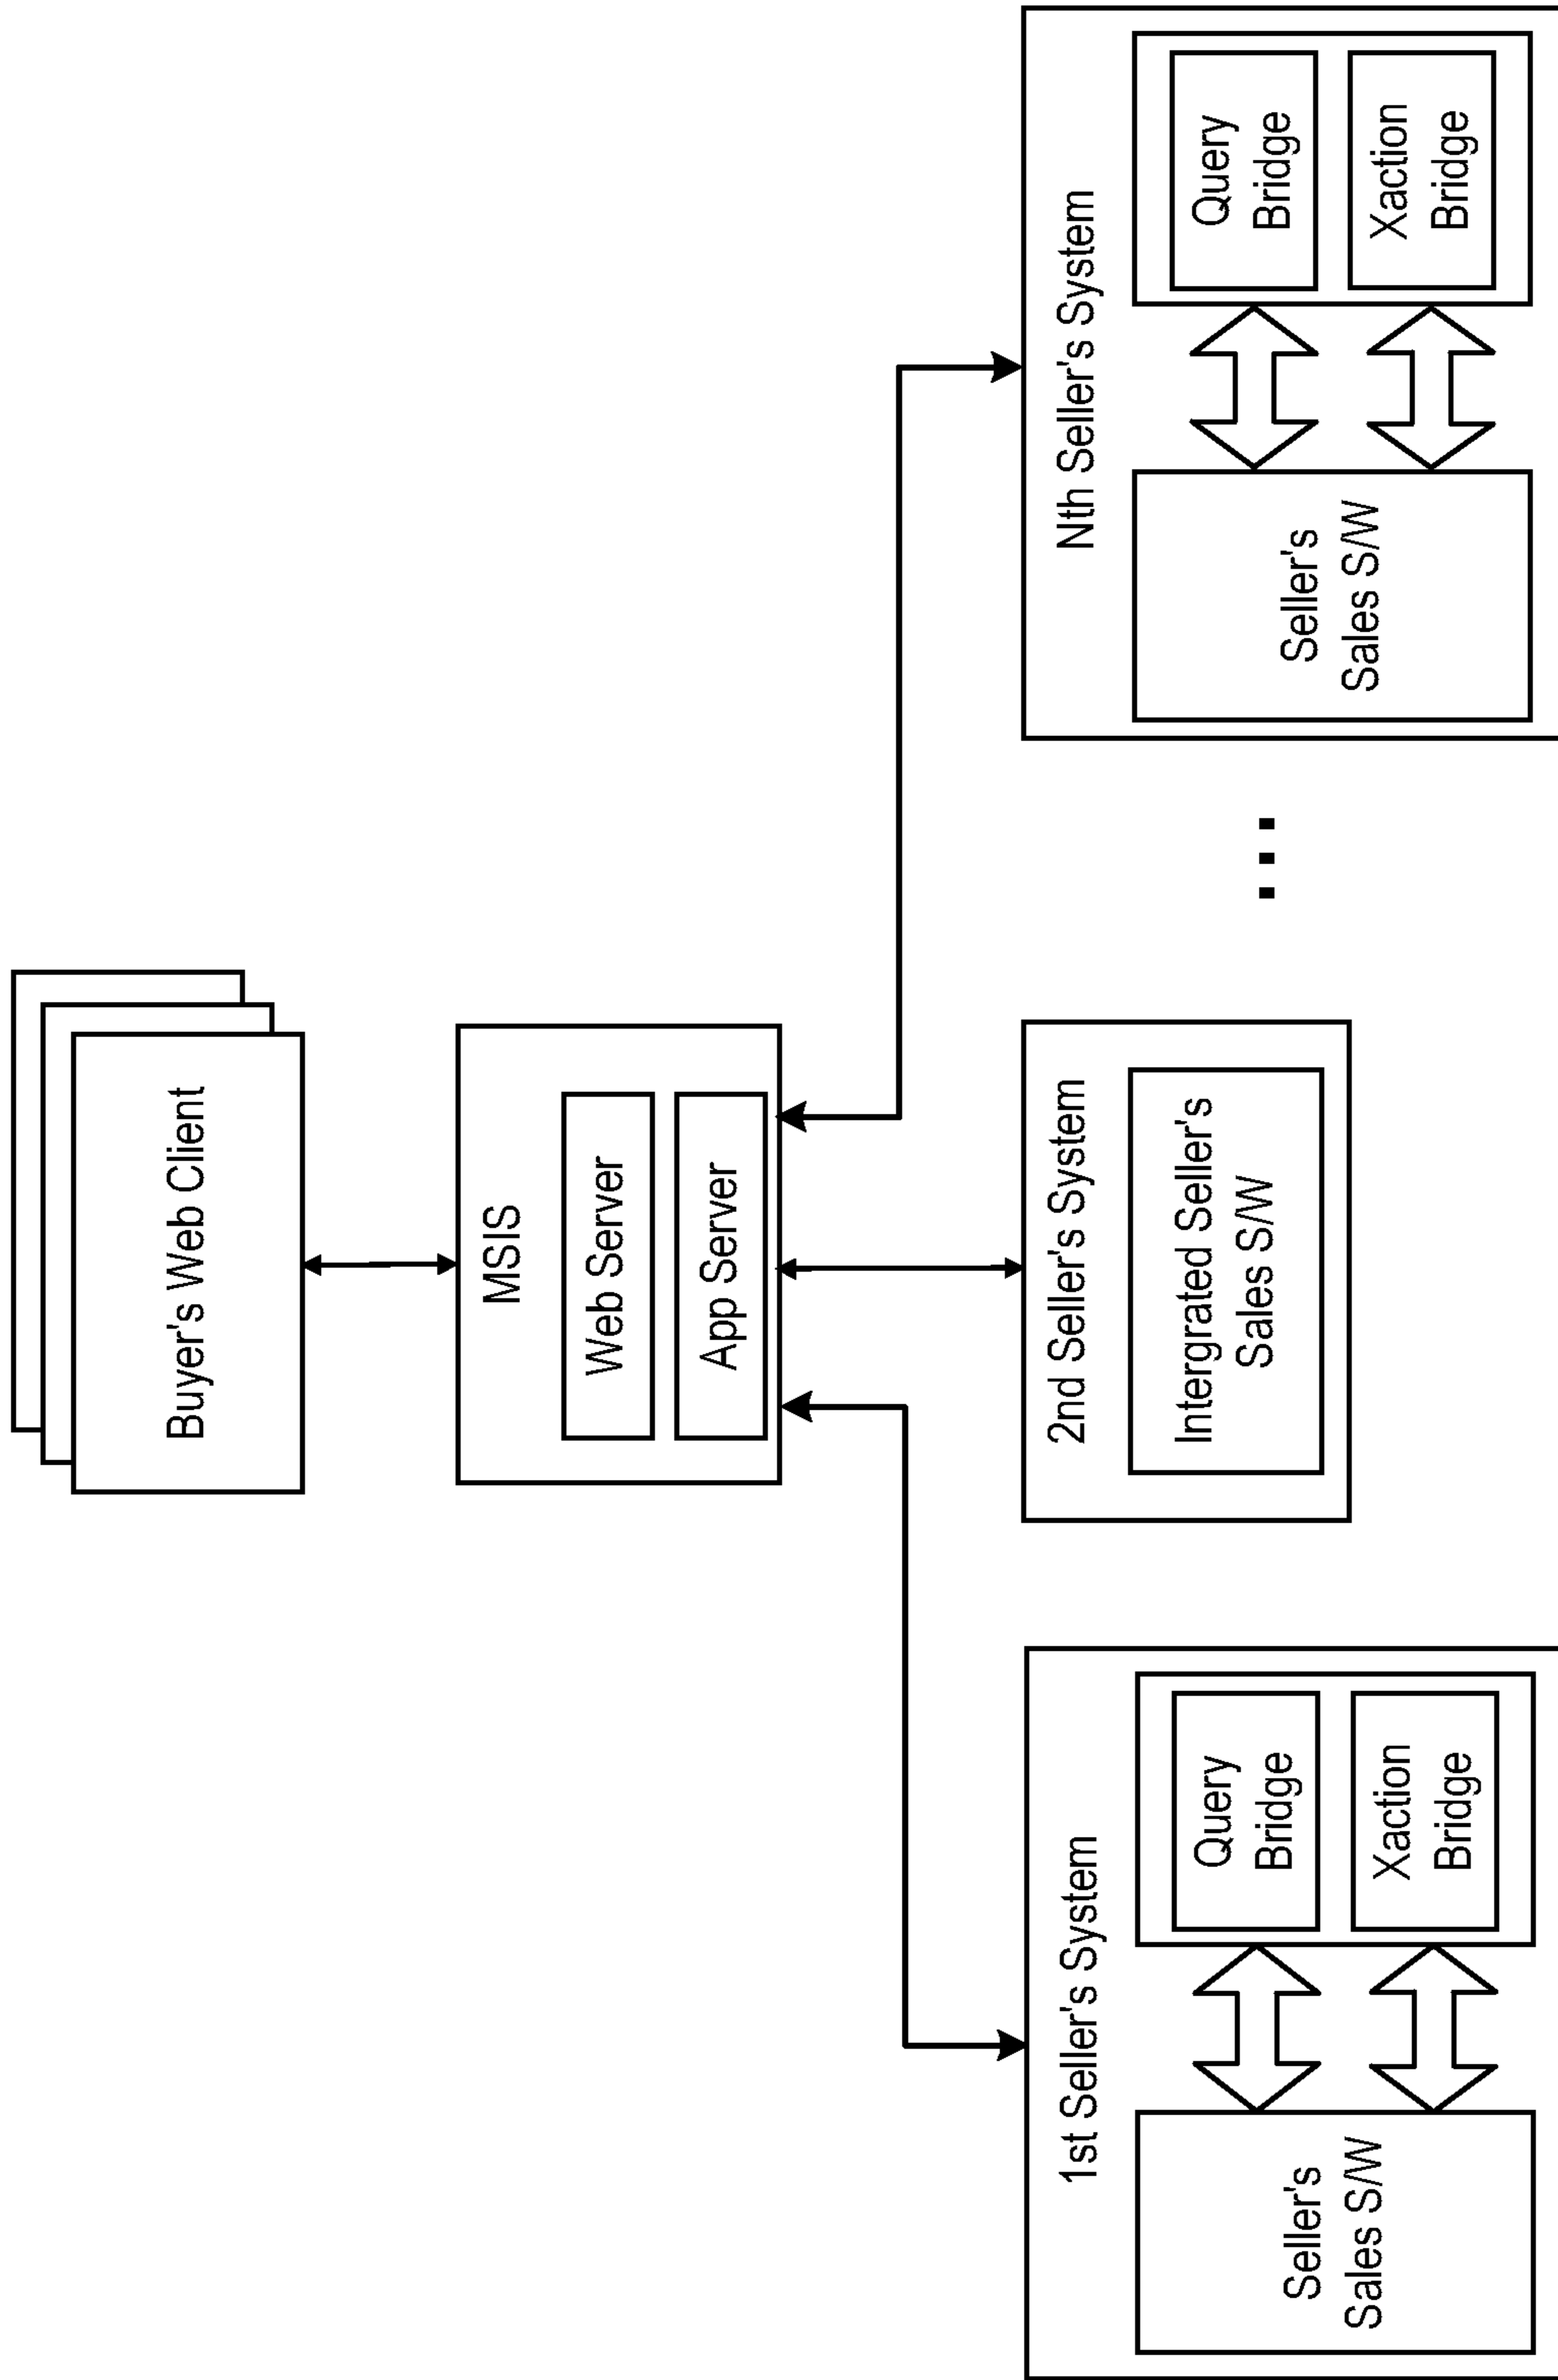 Buyer's Web Client
MSIS
Web Server
App Server
1st Seller's System
Seller's
Sales S/W
Query
Bridge
Xaction
Bridge
2nd Seller's System
Intergrated Seller's
Sales S/W
...
Nth Seller's System
Seller's
Sales S/W
Query
Bridge
Xaction
Bridge